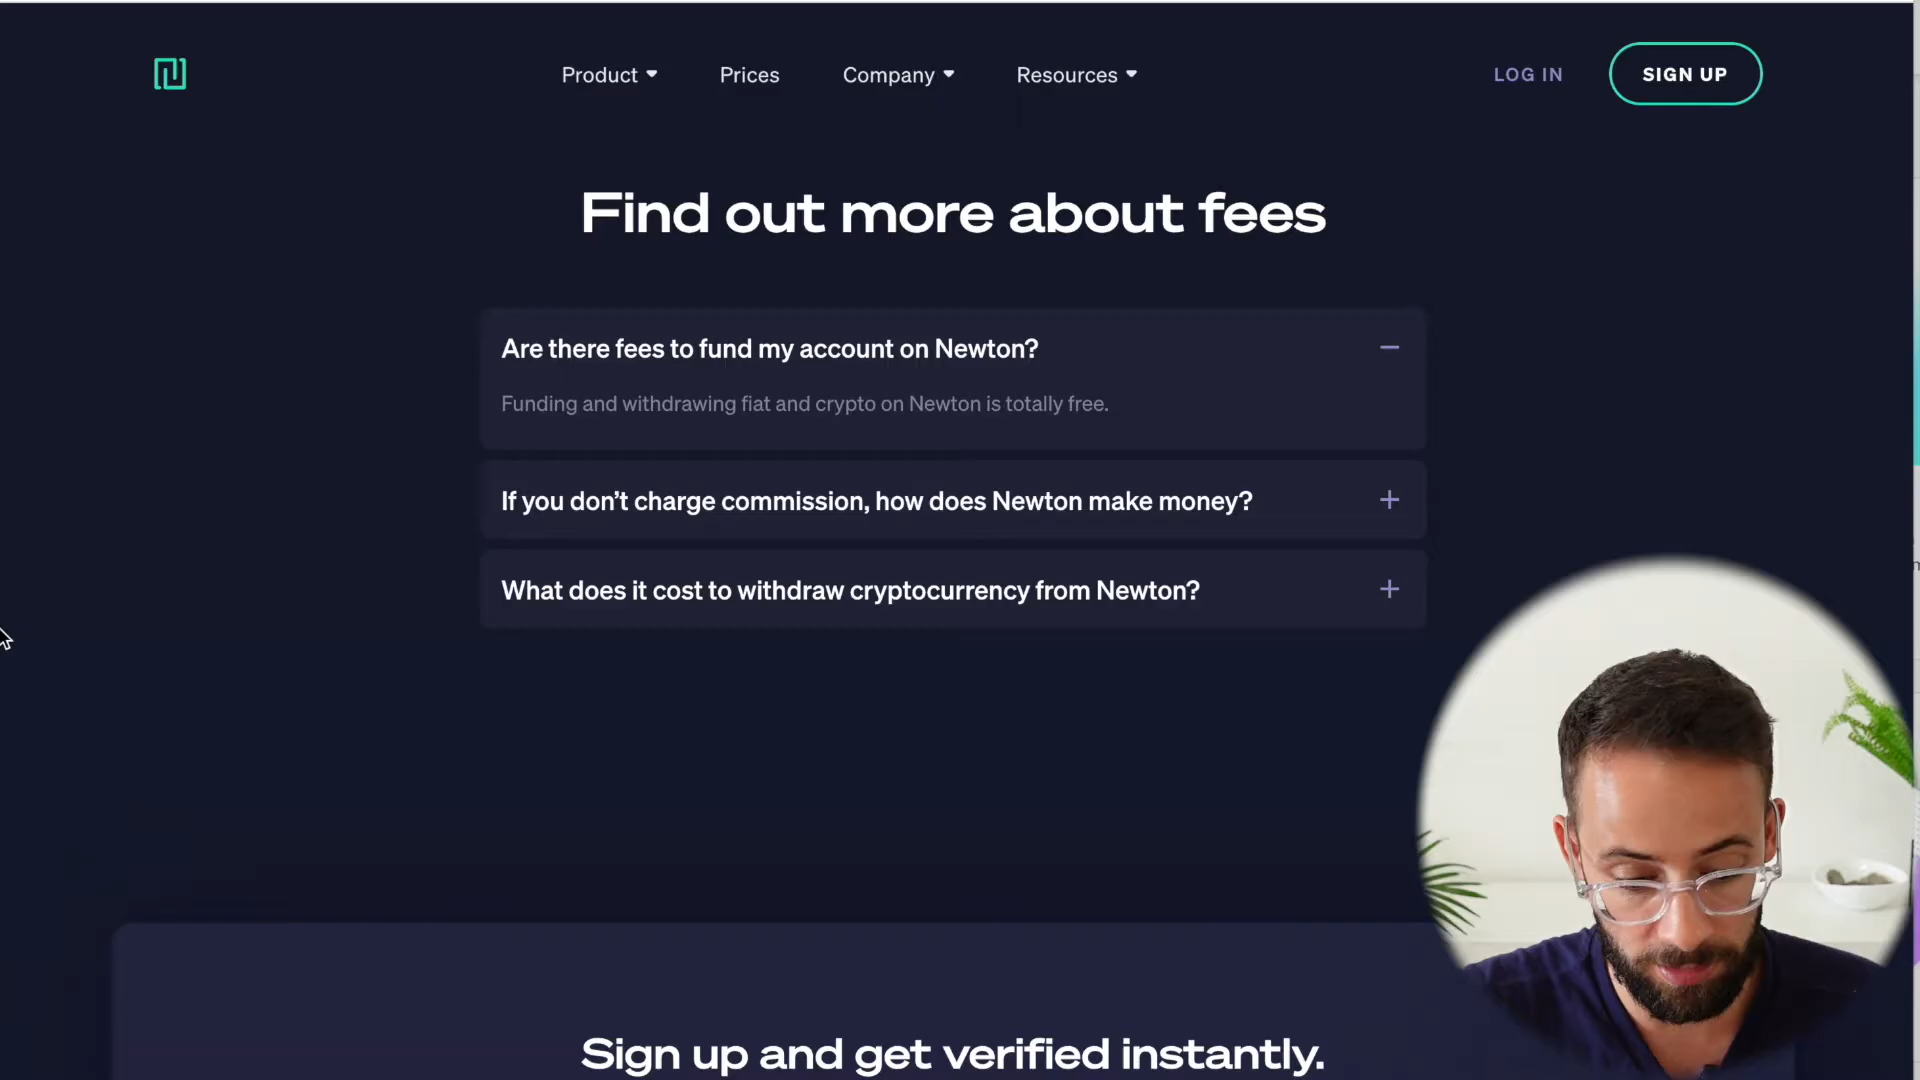 Product
Prices
Company
Resources
LOG IN
SIGN UP
Find out more about fees
Are there fees to fund my account on Newton?
Funding and withdrawing fiat and crypto on Newton is totally free.
If you don’t charge commission, how does Newton make money?
What does it cost to withdraw cryptocurrency from Newton?
Sign up and get verified instantly.